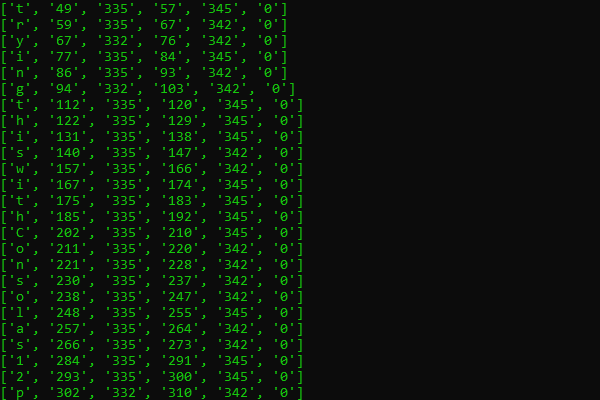 ['t', '49', '335', '57', '345', '0']
['r', '59', '335', '67', '342', '0']
['y', '67', '332', '76', '342', '0']
['i', '77', '335', '84', '345', '0']
['n', '86', '335', '93', '342', '0']
['g', '94', '332', '103', '342', '0']
['t', '112', '335', '120', '345', '0']
['h', '122', '335', '129', '345', '0']
['i', '131', '335', '138', '345', '0']
['s', '140', '335', '147', '342', '0']
['w', '157', '335', '166', '342', '0']
['i', '167', '335', '174', '345', '0']
['t', '175', '335', '183', '345', '0']
['h', '185', '335', '192', '345', '0']
['C', '202', '335', '210', '345', '0']
['o', '211', '335', '220', '342', '0']
['n', '221', '335', '228', '342', '0']
['s', '230', '335', '237', '342', '0']
['o', '238', '335', '247', '342', '0']
['l', '248', '335', '255', '345', '0']
['a', '257', '335', '264', '342', '0']
['s', '266', '335', '273', '342', '0']
['1', '284', '335', '291', '345', '0']
['2', '293', '335', '300', '345', '0']
['p', '302', '332', '310', '342', '0']